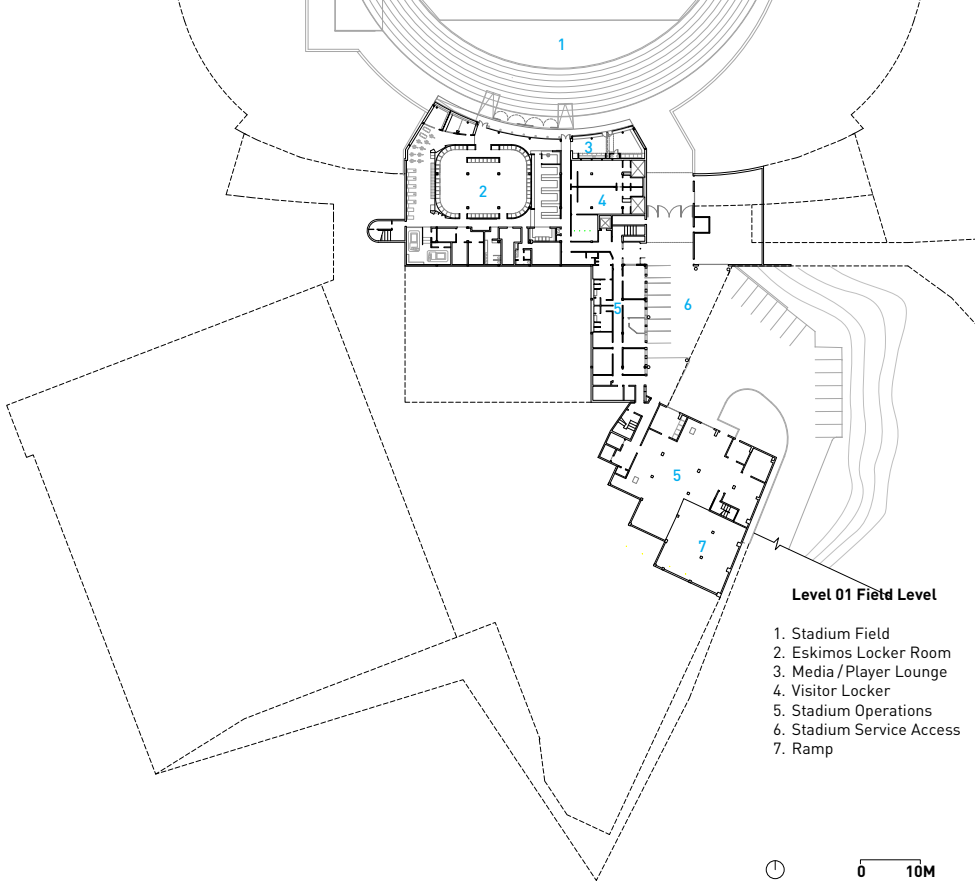 1
3
2
4
5
6
5
7
Level 01 Field Level
1. Stadium Field
2. Eskimos Locker Room
3. Media / Player Lounge
4. Visitor Locker
5. Stadium Operations
6. Stadium Service Access
7. Ramp
0 10M